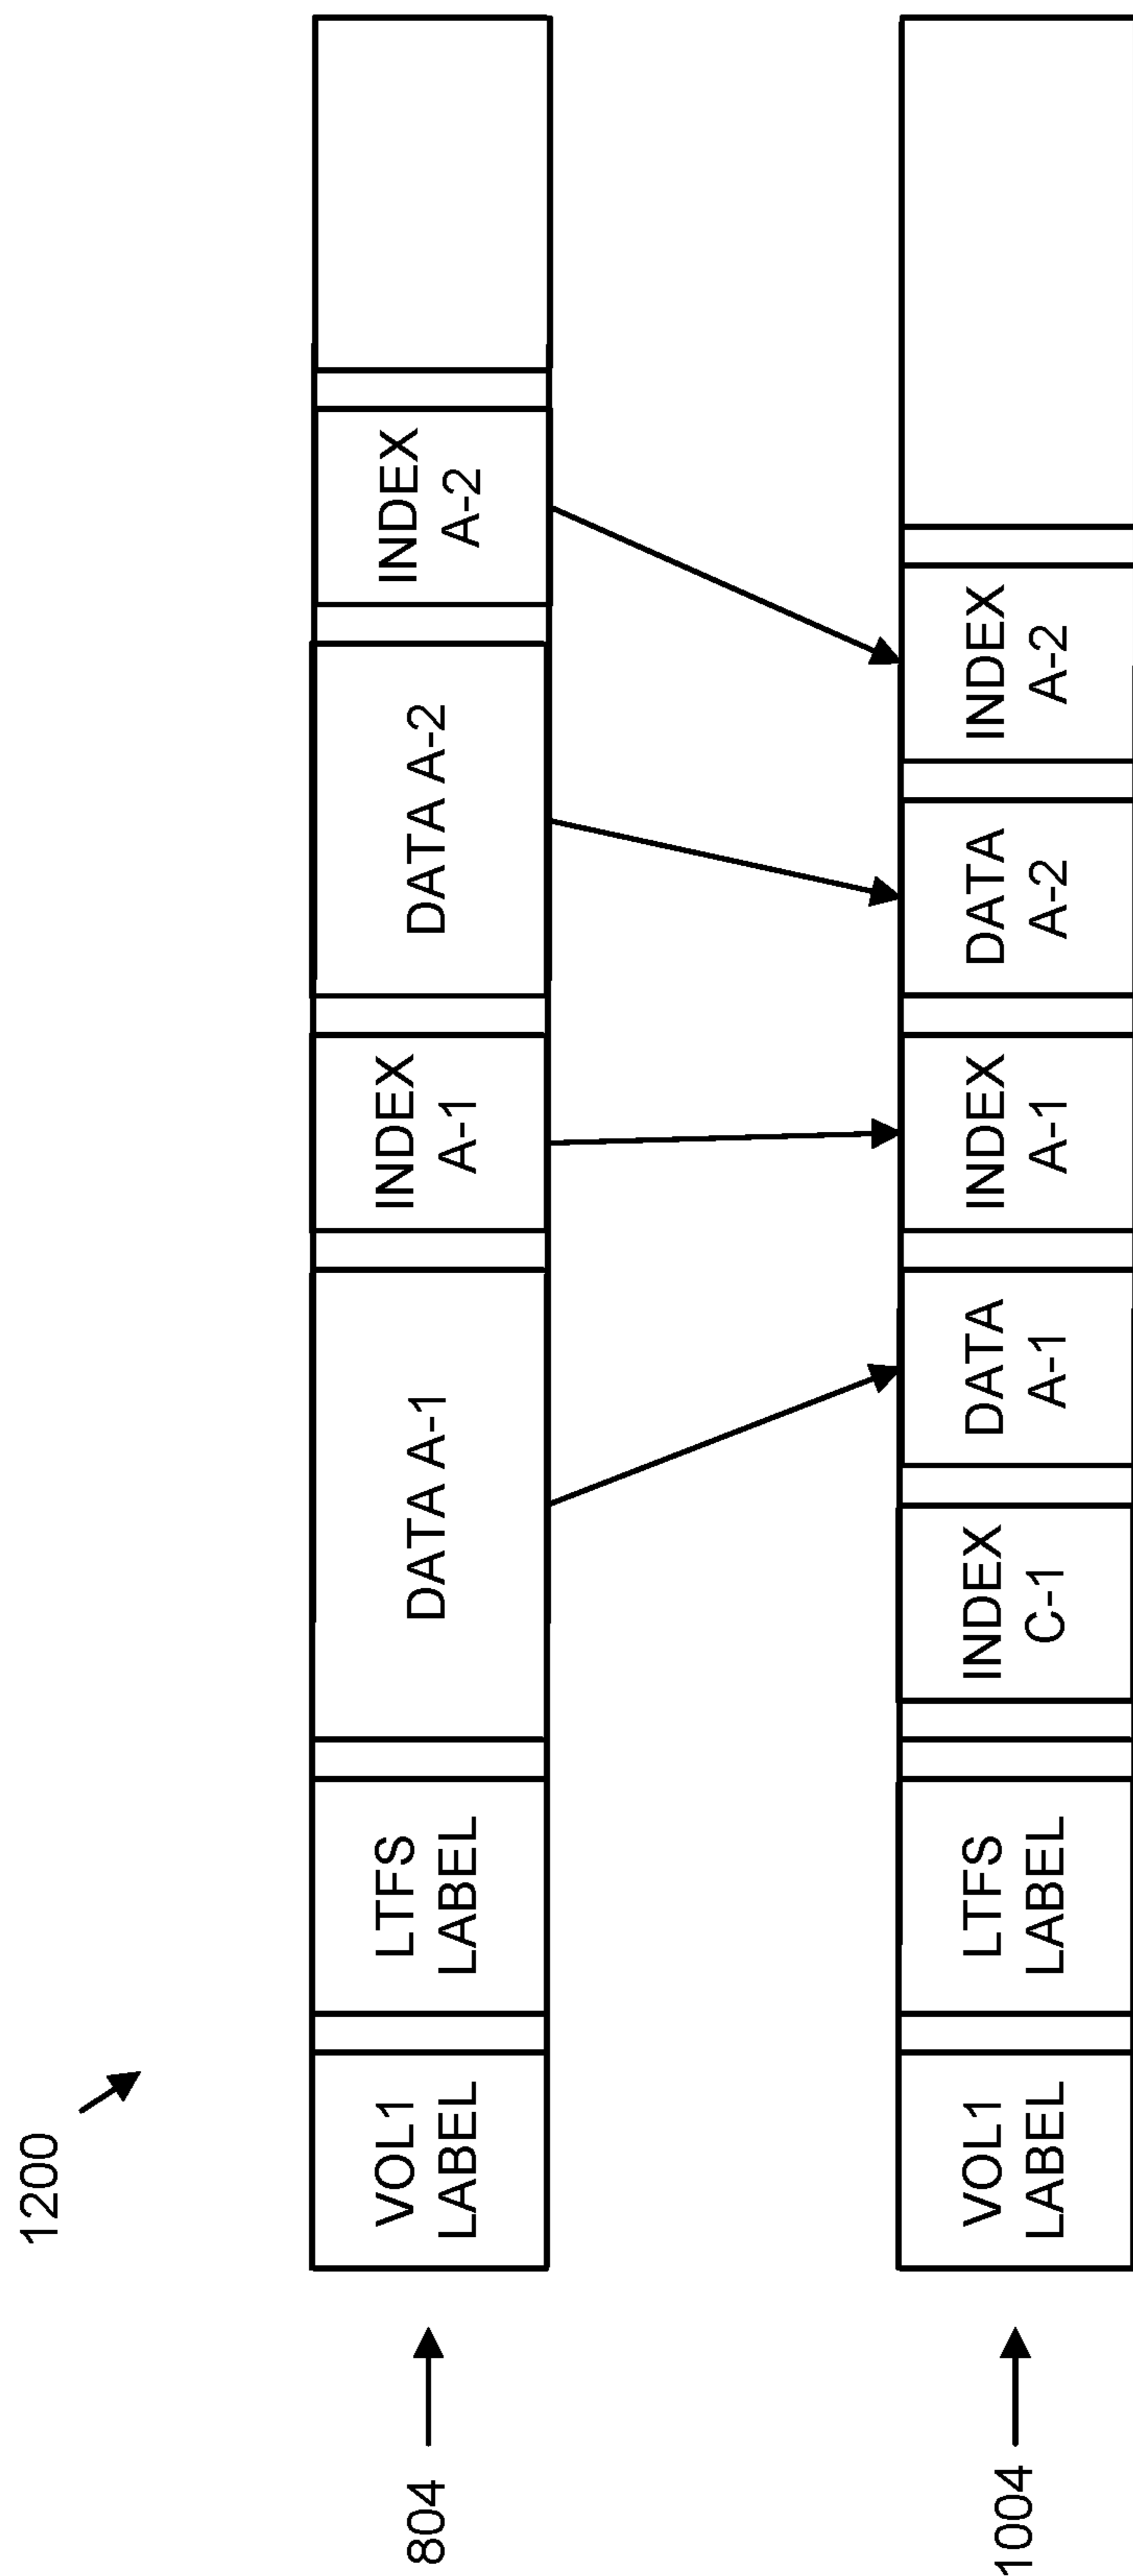 1200
804
VOL1
LABEL
LTFS
LABEL
DATA A-1
INDEX
A-1
DATA A-2
INDEX
A-2
1004
VOL1
LABEL
LTFS
LABEL
INDEX
C-1
DATA
A-1
INDEX
A-1
DATA
A-2
INDEX
A-2